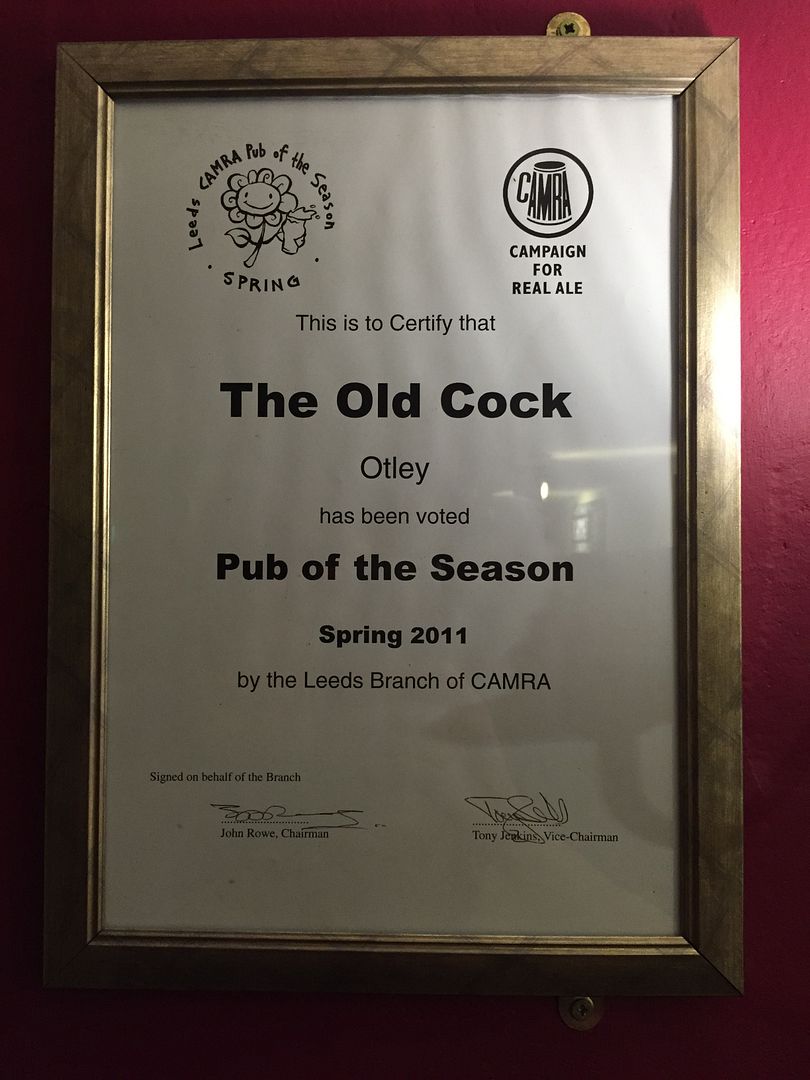 Leeds CAMRA Pub of the Season
• SPRING •
CAMRA
CAMPAIGN
FOR
REAL ALE
This is to Certify that
The Old Cock
Otley
has been voted
Pub of the Season
Spring 2011
by the Leeds Branch of CAMRA
Signed on behalf of the Branch
John Rowe, Chairman
Tony Jenkins, Vice-Chairman